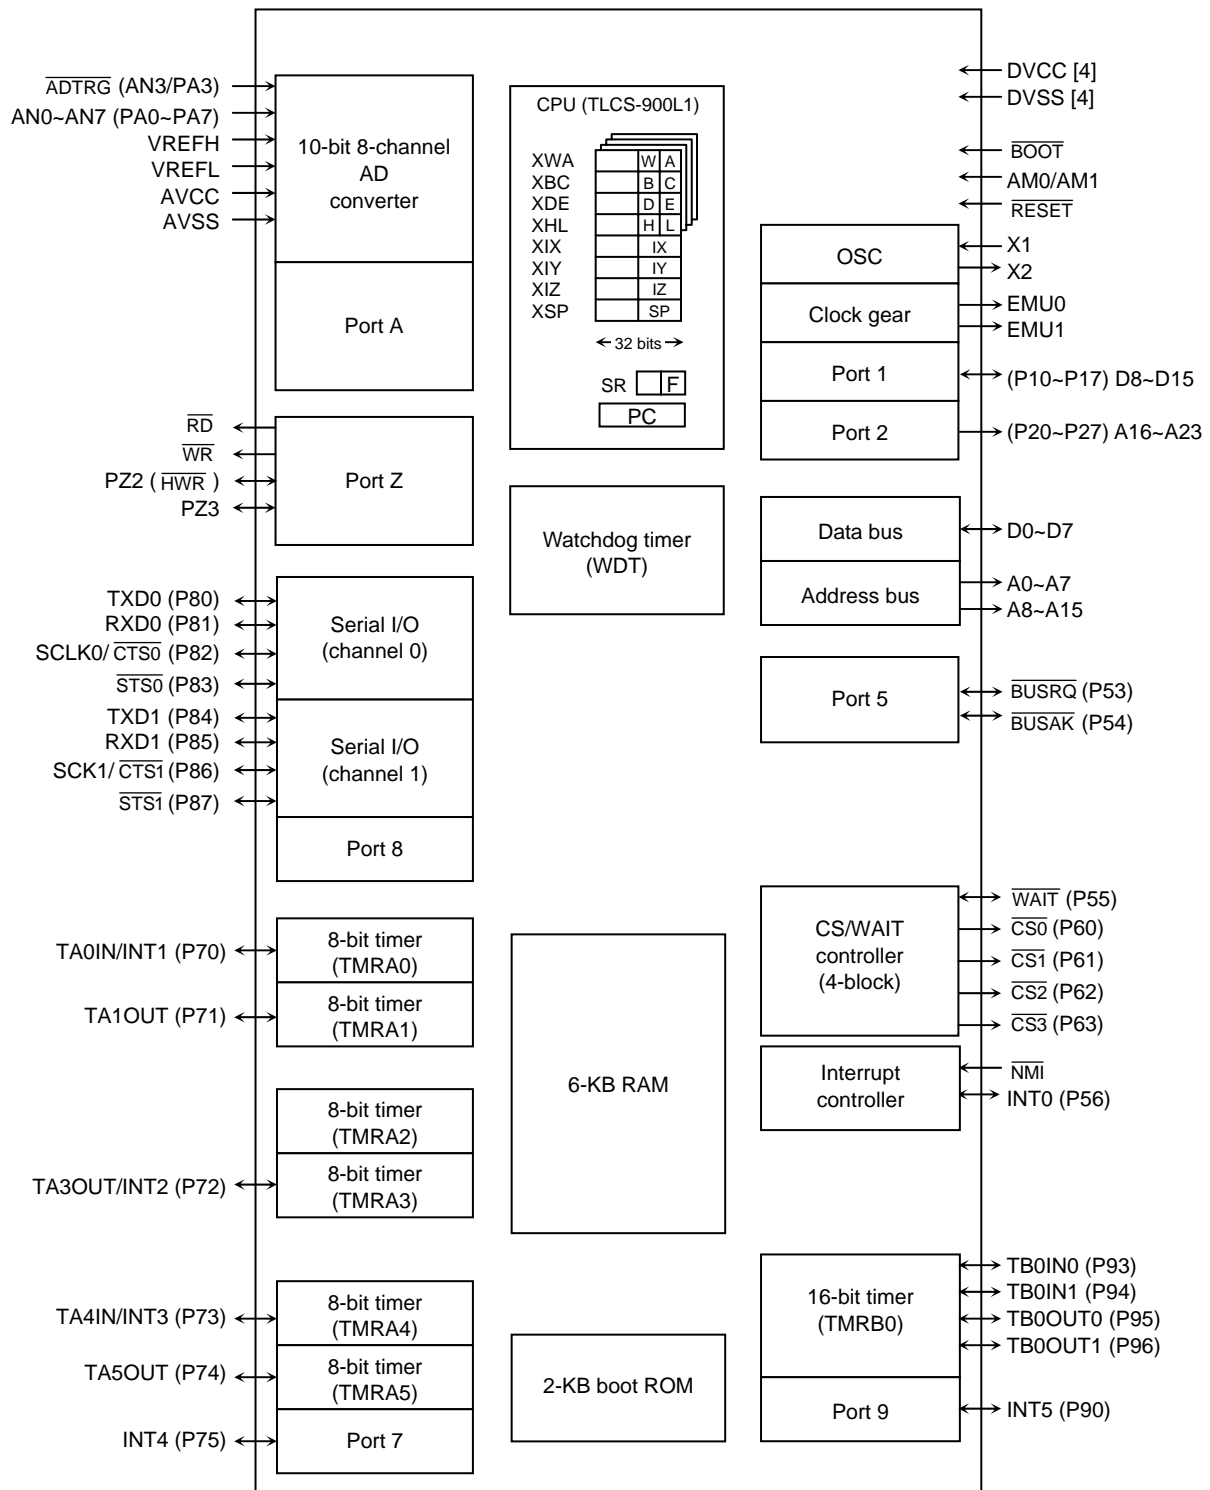 ADTRG (AN3/PA3)
AN0~AN7 (PA0~PA7)
VREFH
VREFL
AVCC
AVSS
10-bit 8-channel
AD
converter
Port A
RD
WR
PZ2 ( HWR )
PZ3
Port Z
TXD0 (P80)
RXD0 (P81)
SCLK0/ CTS0 (P82)
STS0 (P83)
Serial I/O
(channel 0)
TXD1 (P84)
RXD1 (P85)
SCK1/ CTS1 (P86)
STS1 (P87)
Serial I/O
(channel 1)
Port 8
TA0IN/INT1 (P70)
8-bit timer
(TMRA0)
TA1OUT (P71)
8-bit timer
(TMRA1)
8-bit timer
(TMRA2)
TA3OUT/INT2 (P72)
8-bit timer
(TMRA3)
TA4IN/INT3 (P73)
8-bit timer
(TMRA4)
TA5OUT (P74)
8-bit timer
(TMRA5)
INT4 (P75)
Port 7
CPU (TLCS-900L1)
XWA W A
XBC B C
XDE D E
XHL H L
XIX IX
XIY IY
XIZ IZ
XSP SP
32 bits
SR F
PC
Watchdog timer
(WDT)
6-KB RAM
2-KB boot ROM
DVCC [4]
DVSS [4]
BOOT
AM0/AM1
RESET
OSC
X1
X2
Clock gear
EMU0
EMU1
Port 1
(P10~P17) D8~D15
Port 2
(P20~P27) A16~A23
Data bus
D0~D7
Address bus
A0~A7
A8~A15
Port 5
BUSRQ (P53)
BUSAK (P54)
CS/WAIT
controller
(4-block)
WAIT (P55)
CS0 (P60)
CS1 (P61)
CS2 (P62)
CS3 (P63)
Interrupt
controller
NMI
INT0 (P56)
16-bit timer
(TMRB0)
TB0IN0 (P93)
TB0IN1 (P94)
TB0OUT0 (P95)
TB0OUT1 (P96)
Port 9
INT5 (P90)